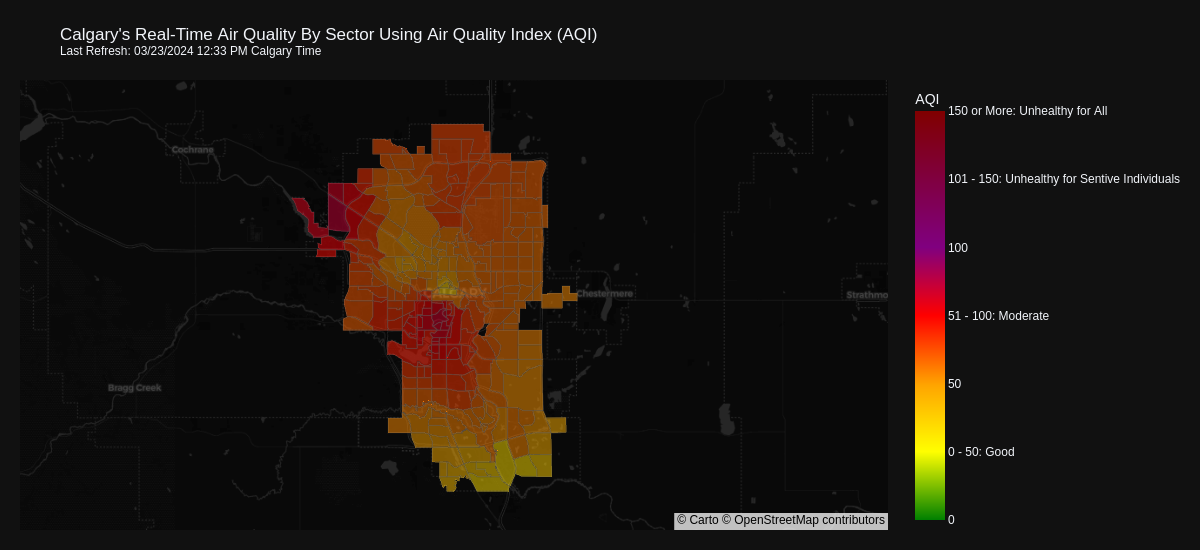 Calgary's Real-Time Air Quality By Sector Using Air Quality Index (AQI)
Last Refresh: 03/23/2024 12:33 PM Calgary Time
AQI
150 or More: Unhealthy for All
Cochrane
101 - 150: Unhealthy for Sentive Individuals
100
CALGARY
Chestermere
Strathmo
51 - 100: Moderate
50
Bragg Creek
0 - 50: Good
0
© Carto © OpenStreetMap contributors